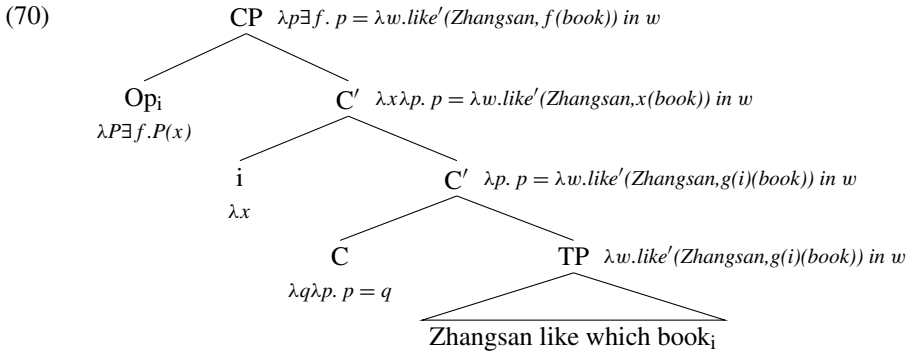 (70) CP λp∃f. p = λw.like′(Zhangsan, f(book)) in w
Opᵢ C′ λxλp. p = λw.like′(Zhangsan,x(book)) in w
λP∃f.P(x)
i C′ λp. p = λw.like′(Zhangsan,g(i)(book)) in w
λx
C TP λw.like′(Zhangsan,g(i)(book)) in w
λqλp. p = q
Zhangsan like which bookᵢ